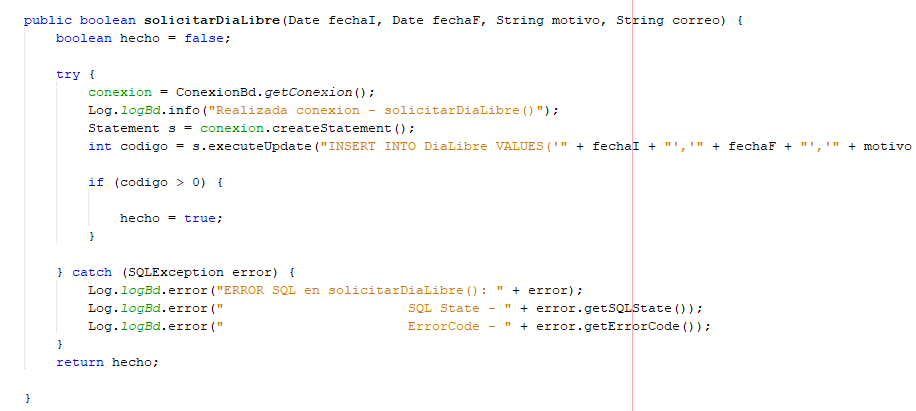 public boolean solicitarDiaLibre(Date fechaI, Date fechaF, String motivo, String correo) {
boolean hecho = false;
try {
conexion = ConexionBd.getConexion();
Log.logBd.info("Realizada conexion - solicitarDiaLibre()");
Statement s = conexion.createStatement();
int codigo = s.executeUpdate("INSERT INTO DiaLibre VALUES('" + fechaI + "','" + fechaF + "','" + motivo
if (codigo > 0) {
hecho = true;
}
} catch (SQLException error) {
Log.logBd.error("ERROR SQL en solicitarDiaLibre(): " + error);
Log.logBd.error("                       SQL State - " + error.getSQLState());
Log.logBd.error("                       ErrorCode - " + error.getErrorCode());
}
return hecho;
}